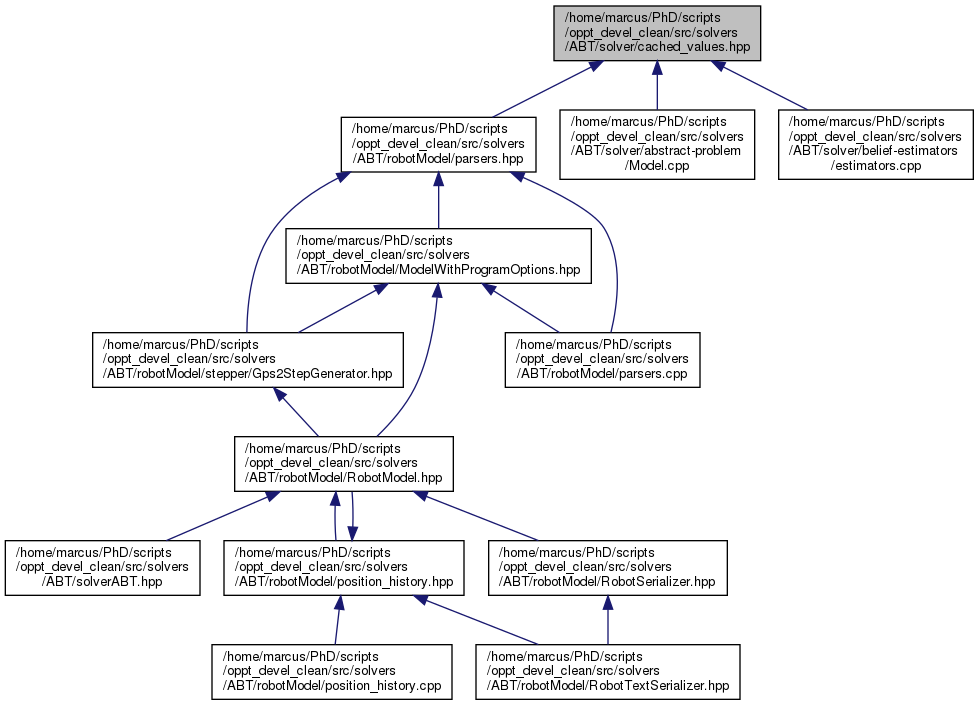 /home/marcus/PhD/scripts
/oppt_devel_clean/src/solvers
/ABT/solver/cached_values.hpp
/home/marcus/PhD/scripts
/oppt_devel_clean/src/solvers
/ABT/robotModel/parsers.hpp
/home/marcus/PhD/scripts
/oppt_devel_clean/src/solvers
/ABT/solver/abstract-problem
/Model.cpp
/home/marcus/PhD/scripts
/oppt_devel_clean/src/solvers
/ABT/solver/belief-estimators
/estimators.cpp
/home/marcus/PhD/scripts
/oppt_devel_clean/src/solvers
/ABT/robotModel/ModelWithProgramOptions.hpp
/home/marcus/PhD/scripts
/oppt_devel_clean/src/solvers
/ABT/robotModel/stepper/Gps2StepGenerator.hpp
/home/marcus/PhD/scripts
/oppt_devel_clean/src/solvers
/ABT/robotModel/parsers.cpp
/home/marcus/PhD/scripts
/oppt_devel_clean/src/solvers
/ABT/robotModel/RobotModel.hpp
/home/marcus/PhD/scripts
/oppt_devel_clean/src/solvers
/ABT/solverABT.hpp
/home/marcus/PhD/scripts
/oppt_devel_clean/src/solvers
/ABT/robotModel/position_history.hpp
/home/marcus/PhD/scripts
/oppt_devel_clean/src/solvers
/ABT/robotModel/RobotSerializer.hpp
/home/marcus/PhD/scripts
/oppt_devel_clean/src/solvers
/ABT/robotModel/position_history.cpp
/home/marcus/PhD/scripts
/oppt_devel_clean/src/solvers
/ABT/robotModel/RobotTextSerializer.hpp